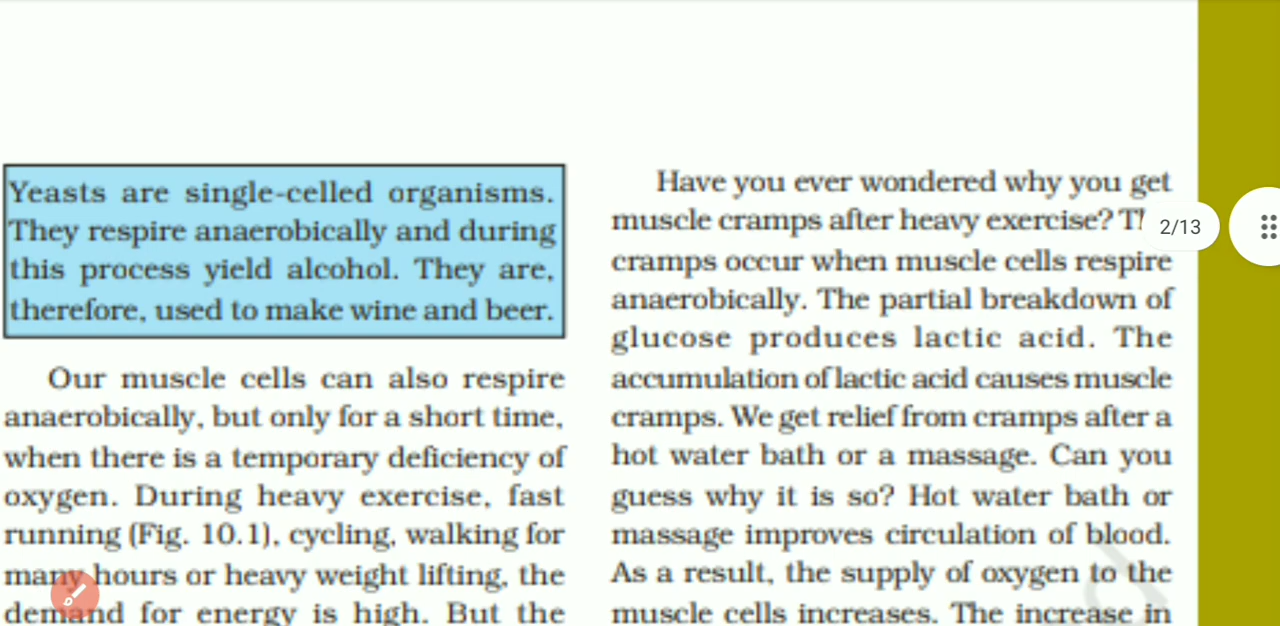 Yeasts are single-celled organisms.
They respire anaerobically and during
this process yield alcohol. They are,
therefore, used to make wine and beer.
Our muscle cells can also respire
anaerobically, but only for a short time,
when there is a temporary deficiency of
oxygen. During heavy exercise, fast
running (Fig. 10.1), cycling, walking for
many hours or heavy weight lifting, the
demand for energy is high. But the
Have you ever wondered why you get
muscle cramps after heavy exercise?
cramps occur when muscle cells respire
anaerobically. The partial breakdown of
glucose produces lactic acid. The
accumulation of lactic acid causes muscle
cramps. We get relief from cramps after a
hot water bath or a massage. Can you
guess why it is so? Hot water bath or
massage improves circulation of blood.
As a result, the supply of oxygen to the
muscle cells increases. The increase in
2/13